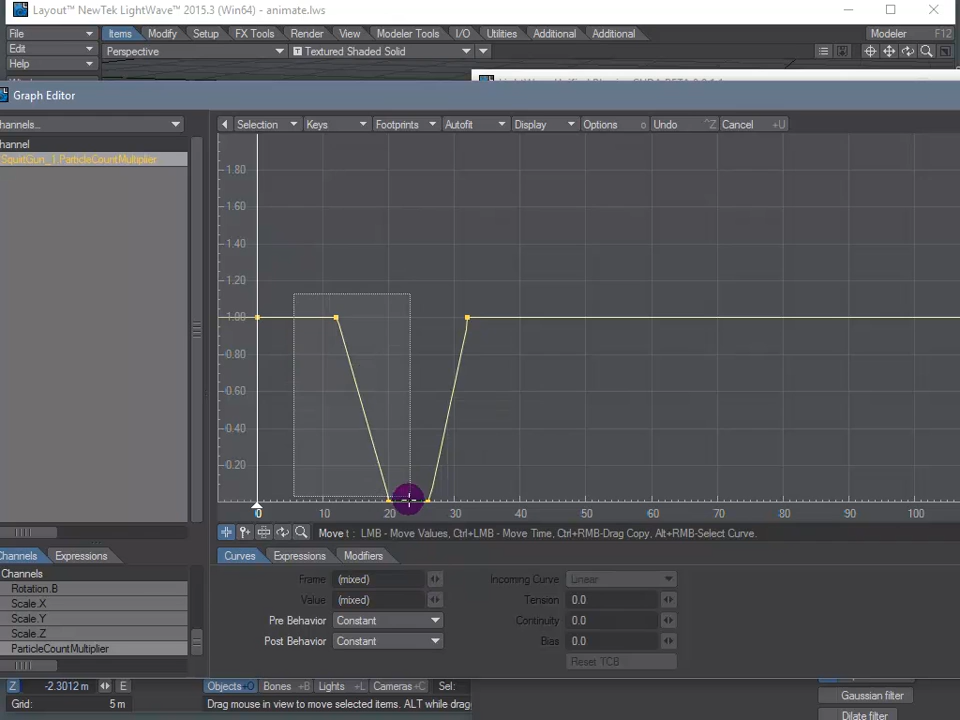 Layout™ NewTek LightWave™ 2015.3 (Win64) - animate.lws
File Items Modify Setup FX Tools Render View Modeler Tools I/O Utilities Additional Additional Modeler F12
Edit Perspective T Textured Shaded Solid
Help
Graph Editor
Channels... Selection Keys Footprints Autofit Display Options o Undo ^Z Cancel +U
Channel
SquirtGun_1.ParticleCountMultiplier
1.80
1.60
1.40
1.20
1.00
0.80
0.60
0.40
0.20
0 10 20 30 40 50 60 70 80 90 100
Move t : LMB - Move Values, Ctrl+LMB - Move Time, Ctrl+RMB-Drag Copy, Alt+RMB-Select Curve.
Channels Expressions Curves Expressions Modifiers
Channels
Rotation.B
Scale.X
Scale.Y
Scale.Z
ParticleCountMultiplier
Frame (mixed) Incoming Curve Linear
Value (mixed) Tension 0.0
Pre Behavior Constant Continuity 0.0
Post Behavior Constant Bias 0.0
Reset TCB
Z -2.3012 m E Objects+O Bones +B Lights +L Cameras+C Sel:
Grid: 5 m Drag mouse in view to move selected items. ALT while drag
Gaussian filter
Dilate filter